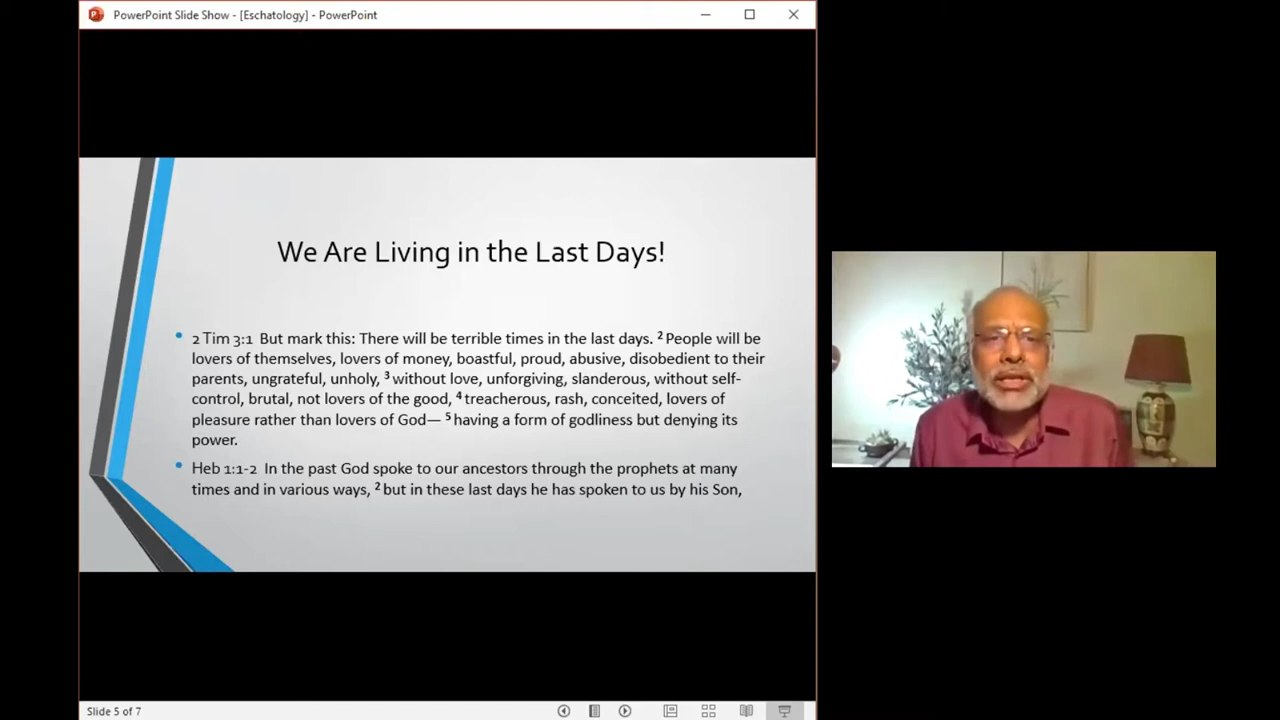 PowerPoint Slide Show - [Eschatology] - PowerPoint
We Are Living in the Last Days!
• 2 Tim 3:1 But mark this: There will be terrible times in the last days. ² People will be
lovers of themselves, lovers of money, boastful, proud, abusive, disobedient to their
parents, ungrateful, unholy, ³ without love, unforgiving, slanderous, without self-
control, brutal, not lovers of the good, ⁴ treacherous, rash, conceited, lovers of
pleasure rather than lovers of God— ⁵ having a form of godliness but denying its
power.
• Heb 1:1-2 In the past God spoke to our ancestors through the prophets at many
times and in various ways, ² but in these last days he has spoken to us by his Son,
Slide 5 of 7